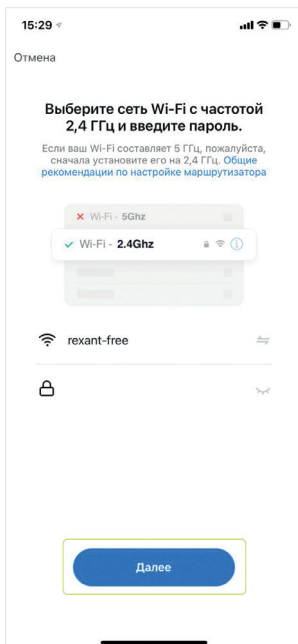 15:29
Отмена
Выберите сеть Wi-Fi с частотой
2,4 ГГц и введите пароль.
Если ваш Wi-Fi составляет 5 ГГц, пожалуйста,
сначала установите его на 2,4 ГГц. Общие
рекомендации по настройке маршрутизатора
Wi-Fi - 5Ghz
Wi-Fi - 2.4Ghz
rexant-free
Далее